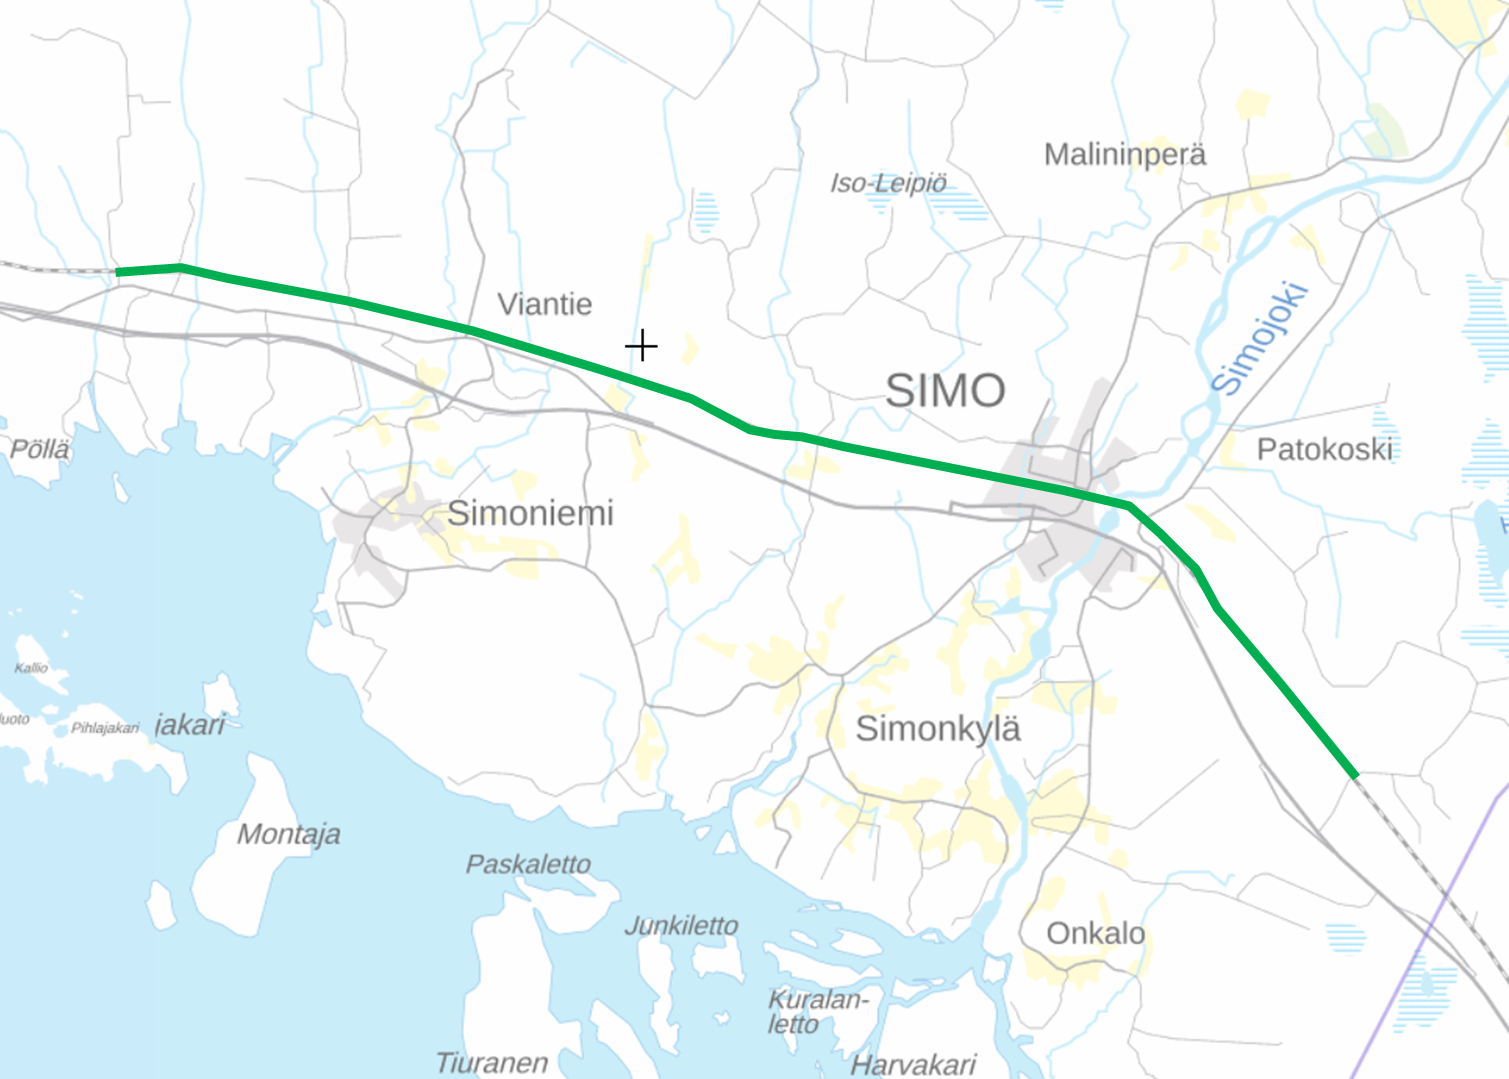 Malininperä
Iso-Leipiö
Viantie
Simojoki
SIMO
Pöllä
Patokoski
Simoniemi
Kallio
Pihlajakari
jakari
Simonkylä
Montaja
Paskaletto
Junkiletto
Onkalo
Kuralan-
letto
Tiuranen
Harvakari